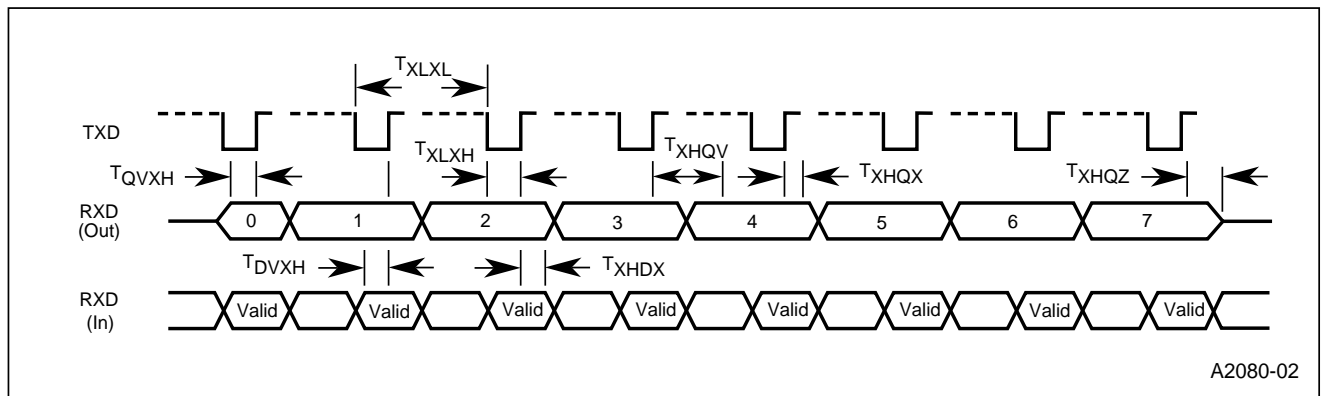 TXLXL
TXD
TXLXH
TXHQV
TQVXH
TXHQX
TXHQZ
RXD
(Out)
0 1 2 3 4 5 6 7
TDVXH
TXHDX
RXD
(In)
Valid Valid Valid Valid Valid Valid Valid Valid
A2080-02